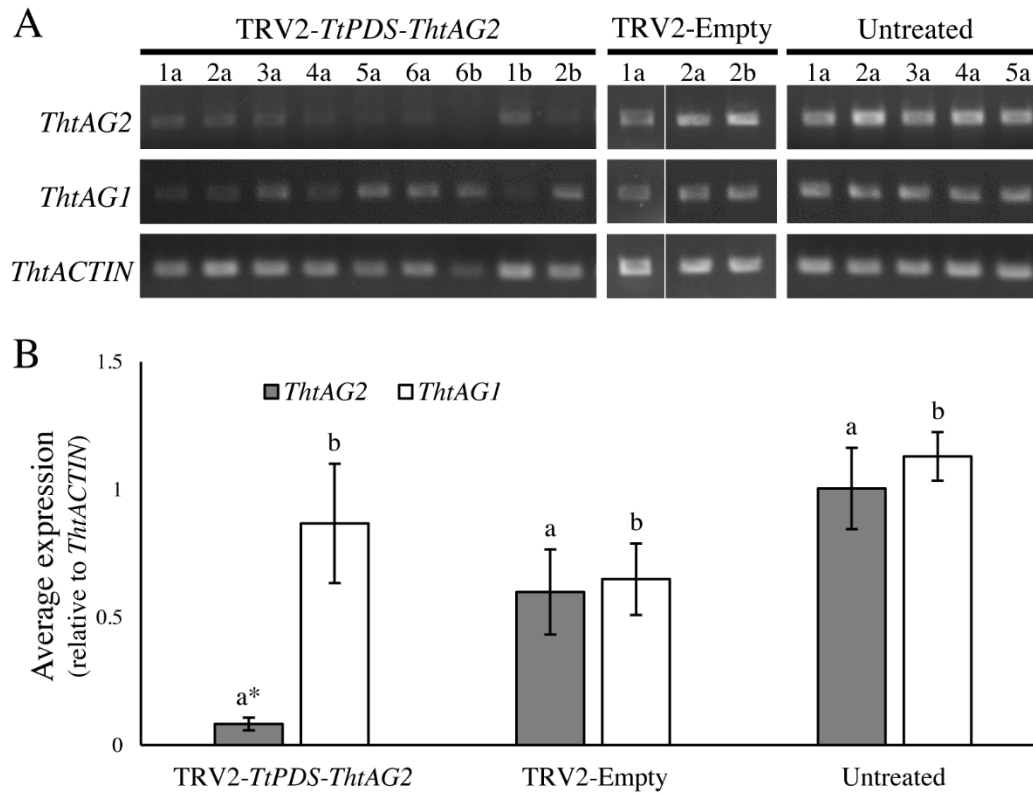 A
TRV2-TtPDS-ThtAG2 TRV2-Empty Untreated
1a 2a 3a 4a 5a 6a 6b 1b 2b 1a 2a 2b 1a 2a 3a 4a 5a
ThtAG2
ThtAG1
ThtACTIN
B
1.5
ThtAG2 ThtAG1
Average expression
(relative to ThtACTIN)
1
0.5
0
a* b a b a b
TRV2-TtPDS-ThtAG2 TRV2-Empty Untreated